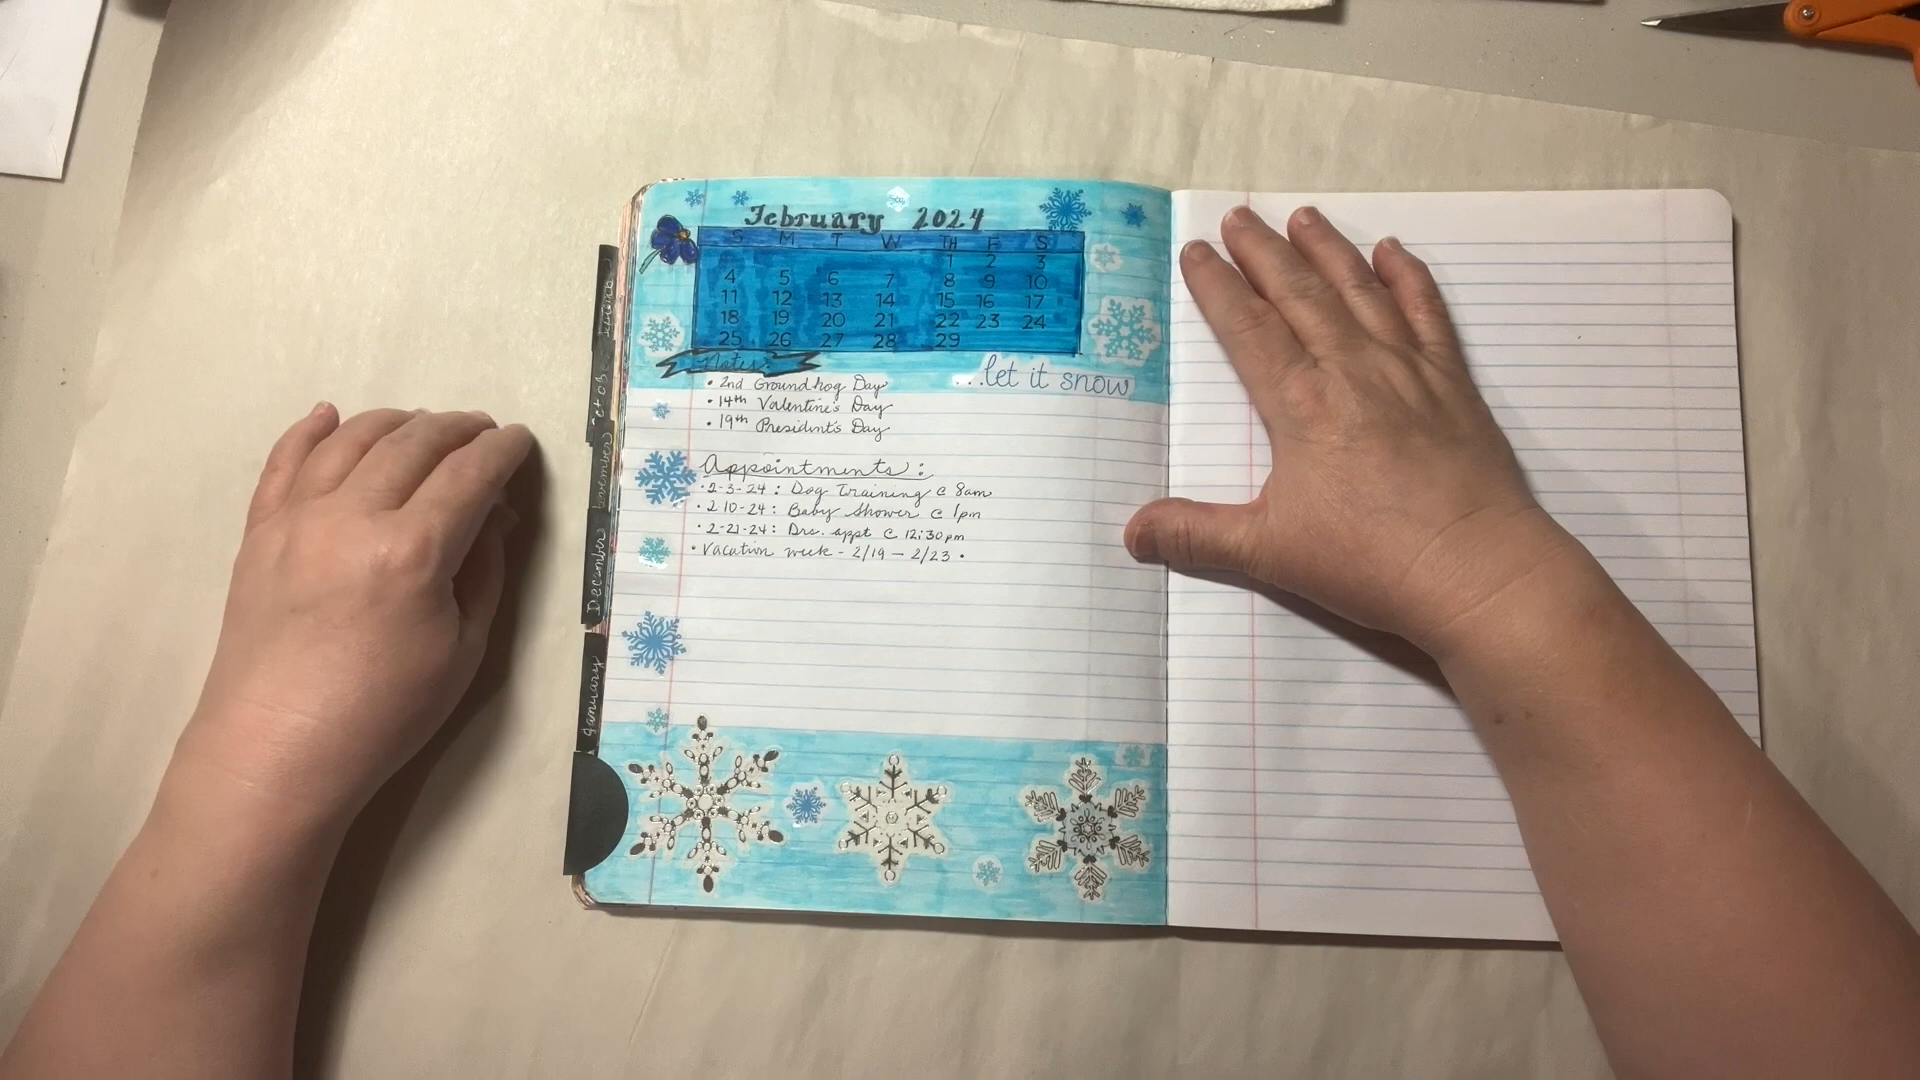 February 2024
S M T W TH F S
1 2 3
4 5 6 7 8 9 10
11 12 13 14 15 16 17
18 19 20 21 22 23 24
25 26 27 28 29
Notes:
• 2nd Groundhog Day
• 14th Valentine's Day
• 19th President's Day
...let it snow
Appointments:
• 2-3-24: Dog Training @ 8am
• 2-10-24: Baby Shower @ 1pm
• 2-21-24: Drs. appt @ 12:30pm
• Vacation week - 2/19 — 2/23 •
November
December
January